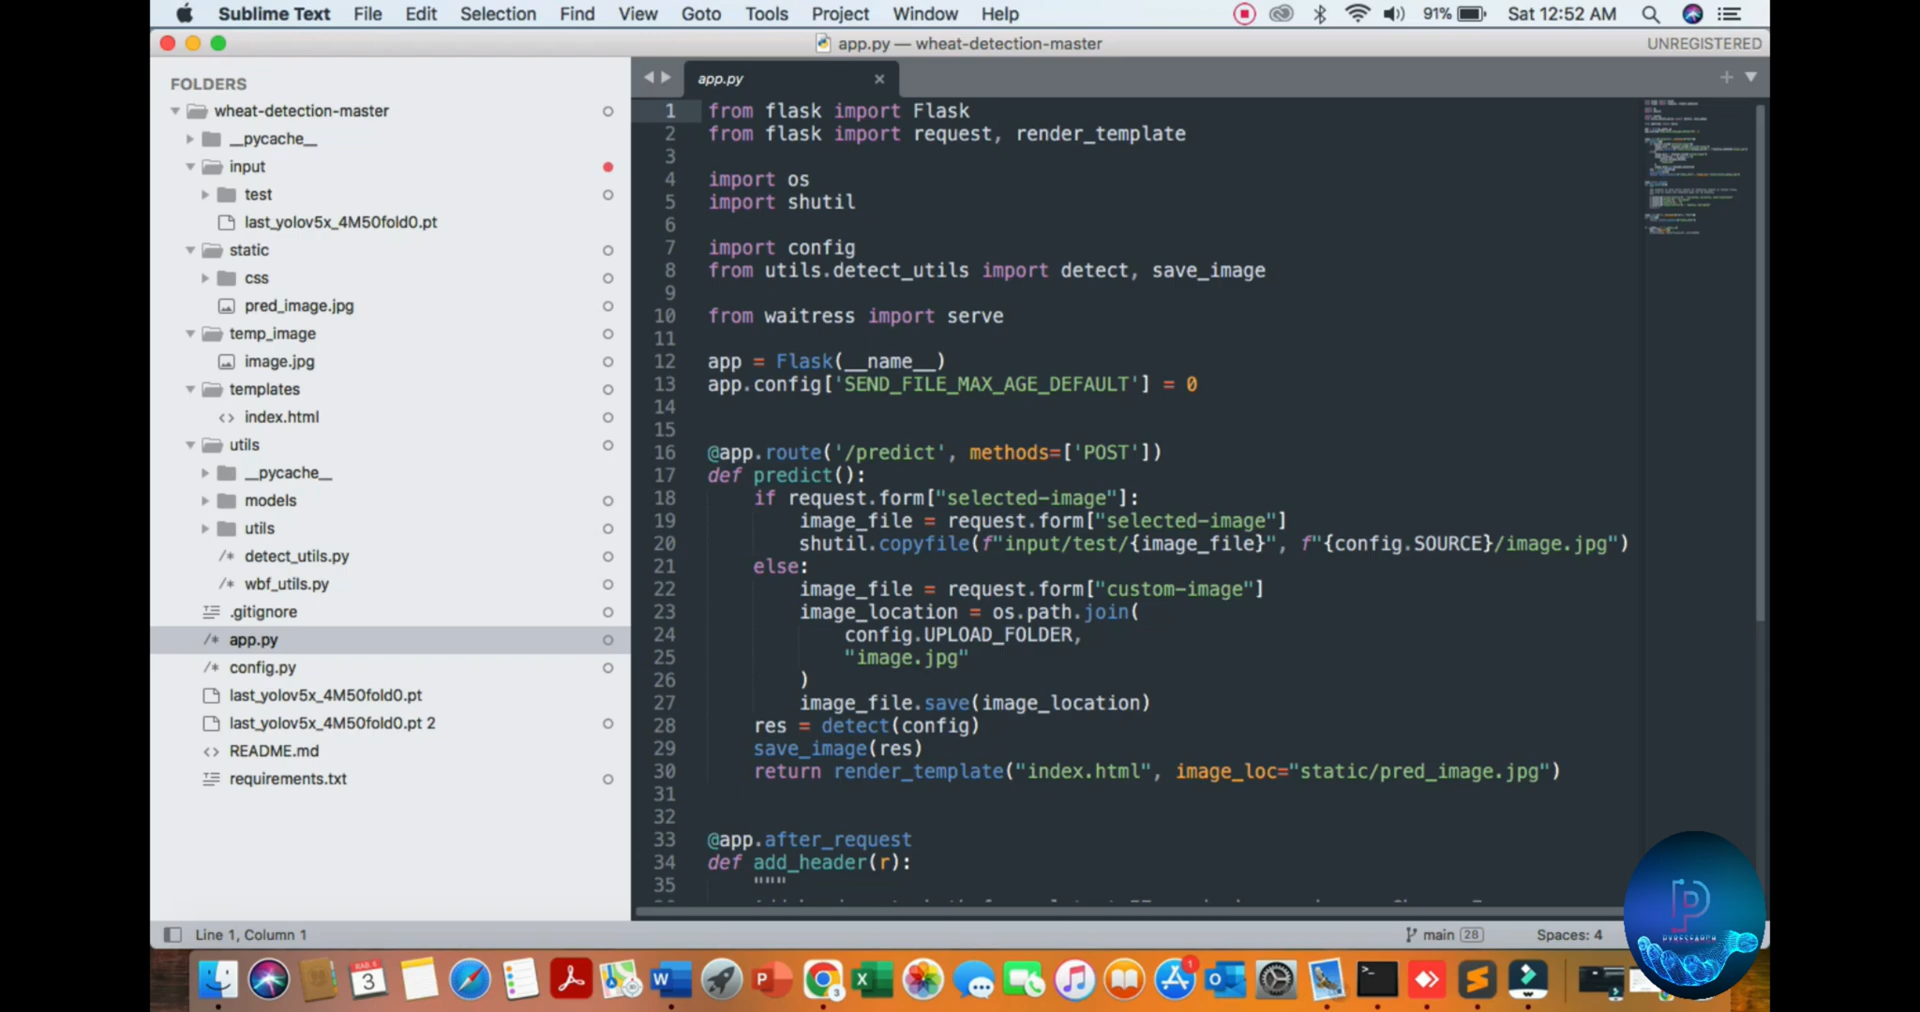 Sublime Text File Edit Selection Find View Goto Tools Project Window Help 91% Sat 12:52 AM
app.py — wheat-detection-master UNREGISTERED
FOLDERS
wheat-detection-master
__pycache__
input
test
last_yolov5x_4M50fold0.pt
static
css
pred_image.jpg
temp_image
image.jpg
templates
<> index.html
utils
__pycache__
models
utils
/* detect_utils.py
/* wbf_utils.py
.gitignore
/* app.py
/* config.py
last_yolov5x_4M50fold0.pt
last_yolov5x_4M50fold0.pt 2
<> README.md
requirements.txt
app.py
1 from flask import Flask
2 from flask import request, render_template
3
4 import os
5 import shutil
6
7 import config
8 from utils.detect_utils import detect, save_image
9
10 from waitress import serve
11
12 app = Flask(__name__)
13 app.config['SEND_FILE_MAX_AGE_DEFAULT'] = 0
14
15
16 @app.route('/predict', methods=['POST'])
17 def predict():
18     if request.form["selected-image"]:
19         image_file = request.form["selected-image"]
20         shutil.copyfile(f"input/test/{image_file}", f"{config.SOURCE}/image.jpg")
21     else:
22         image_file = request.form["custom-image"]
23         image_location = os.path.join(
24             config.UPLOAD_FOLDER,
25             "image.jpg"
26         )
27         image_file.save(image_location)
28     res = detect(config)
29     save_image(res)
30     return render_template("index.html", image_loc="static/pred_image.jpg")
31
32
33 @app.after_request
34 def add_header(r):
35     """
Line 1, Column 1 main 28 Spaces: 4
PYRESEARCH
3